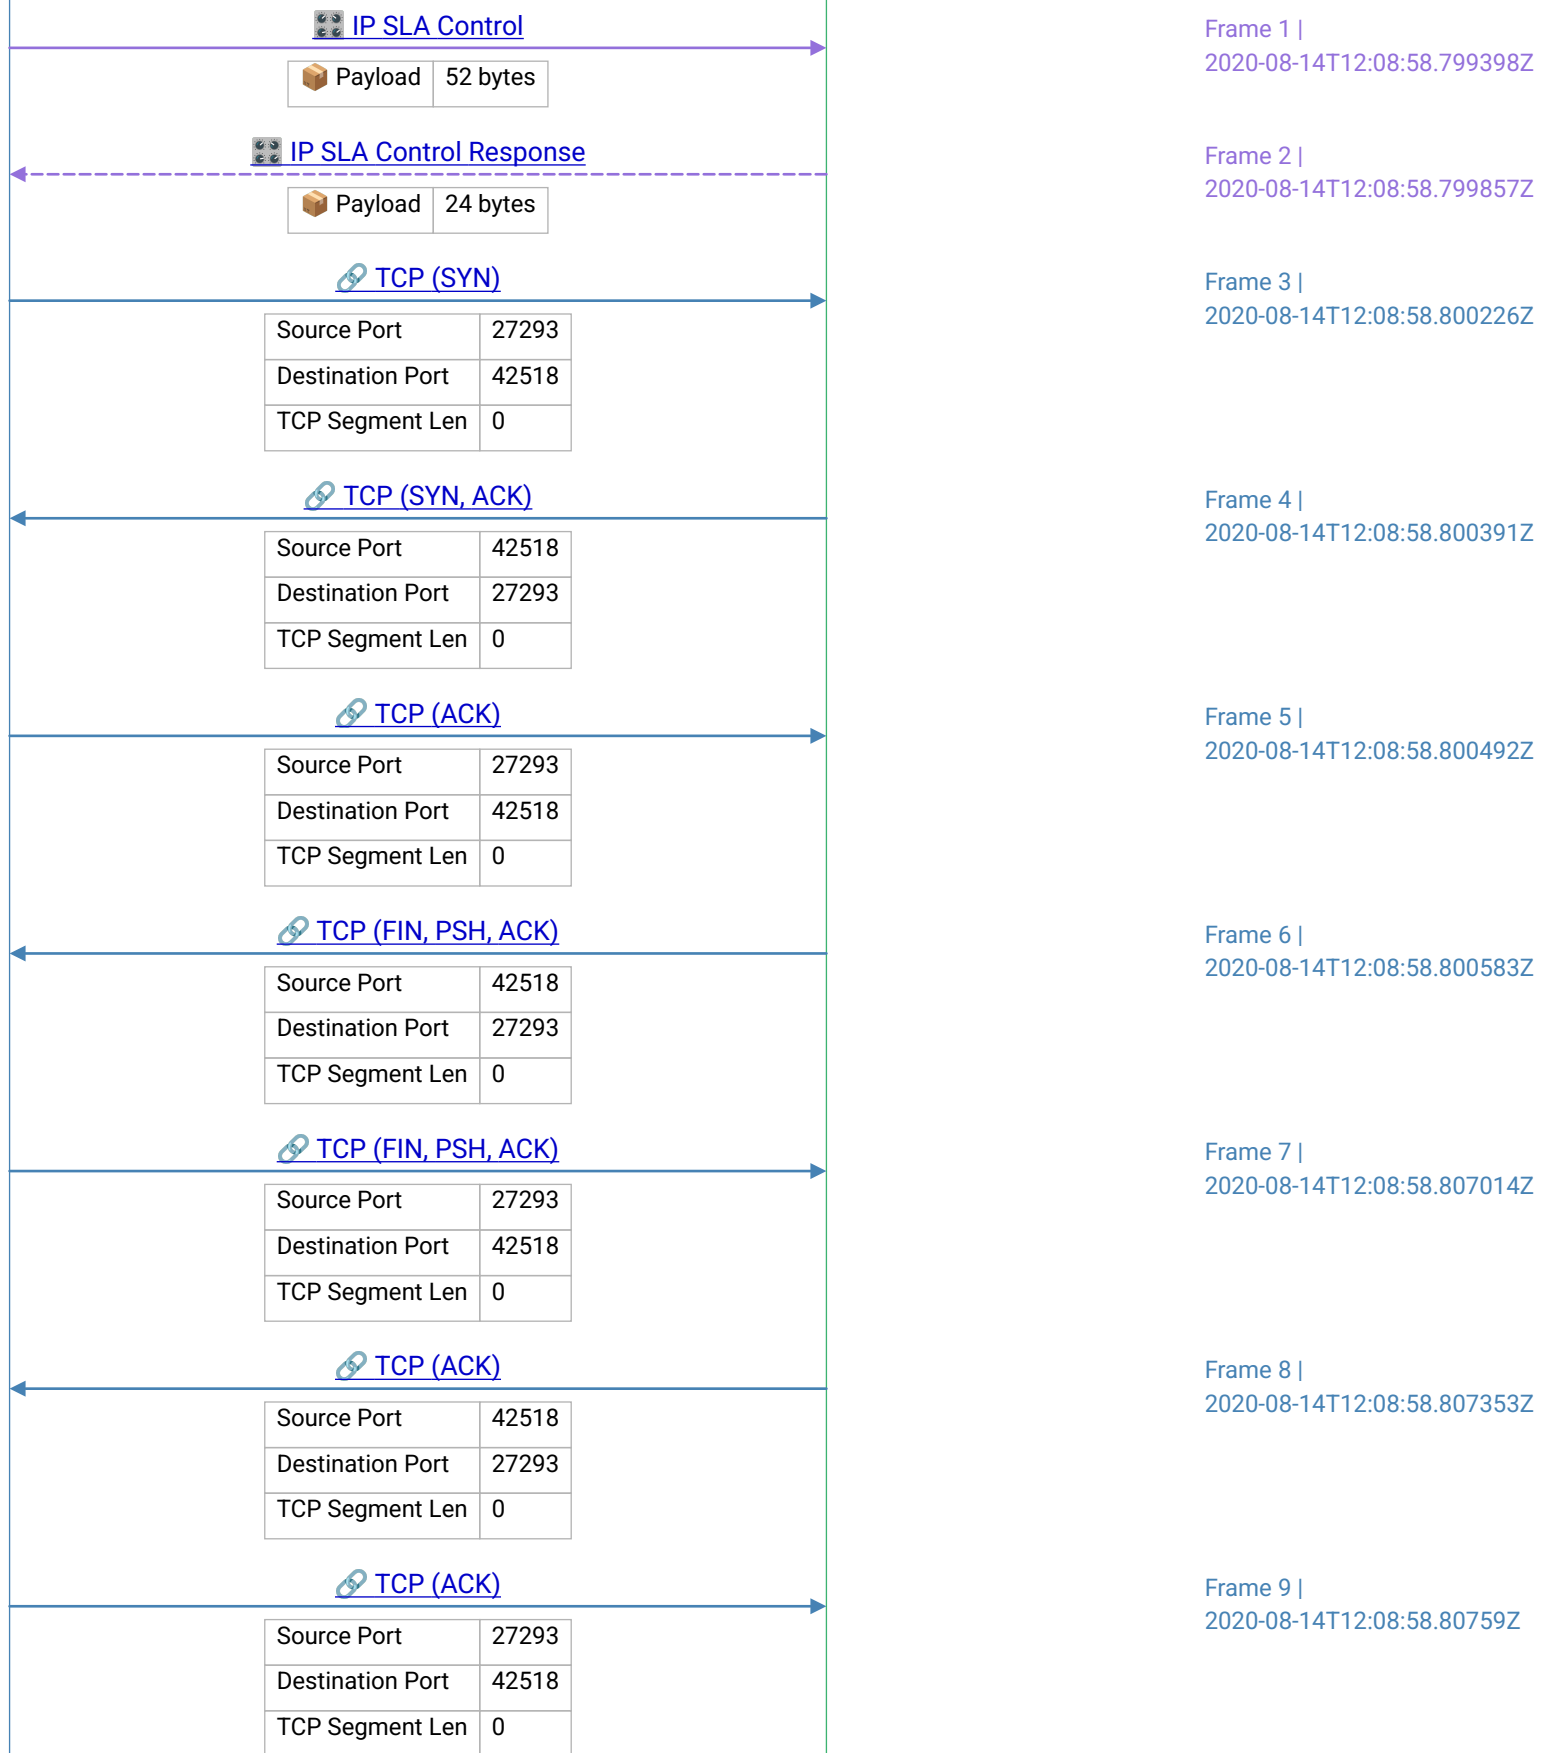 🎛️ IP SLA Control
Frame 1 |
2020-08-14T12:08:58.799398Z
📦 Payload 52 bytes
🎛️ IP SLA Control Response
Frame 2 |
2020-08-14T12:08:58.799857Z
📦 Payload 24 bytes
🔗 TCP (SYN)
Frame 3 |
2020-08-14T12:08:58.800226Z
Source Port 27293
Destination Port 42518
TCP Segment Len 0
🔗 TCP (SYN, ACK)
Frame 4 |
2020-08-14T12:08:58.800391Z
Source Port 42518
Destination Port 27293
TCP Segment Len 0
🔗 TCP (ACK)
Frame 5 |
2020-08-14T12:08:58.800492Z
Source Port 27293
Destination Port 42518
TCP Segment Len 0
🔗 TCP (FIN, PSH, ACK)
Frame 6 |
2020-08-14T12:08:58.800583Z
Source Port 42518
Destination Port 27293
TCP Segment Len 0
🔗 TCP (FIN, PSH, ACK)
Frame 7 |
2020-08-14T12:08:58.807014Z
Source Port 27293
Destination Port 42518
TCP Segment Len 0
🔗 TCP (ACK)
Frame 8 |
2020-08-14T12:08:58.807353Z
Source Port 42518
Destination Port 27293
TCP Segment Len 0
🔗 TCP (ACK)
Frame 9 |
2020-08-14T12:08:58.80759Z
Source Port 27293
Destination Port 42518
TCP Segment Len 0